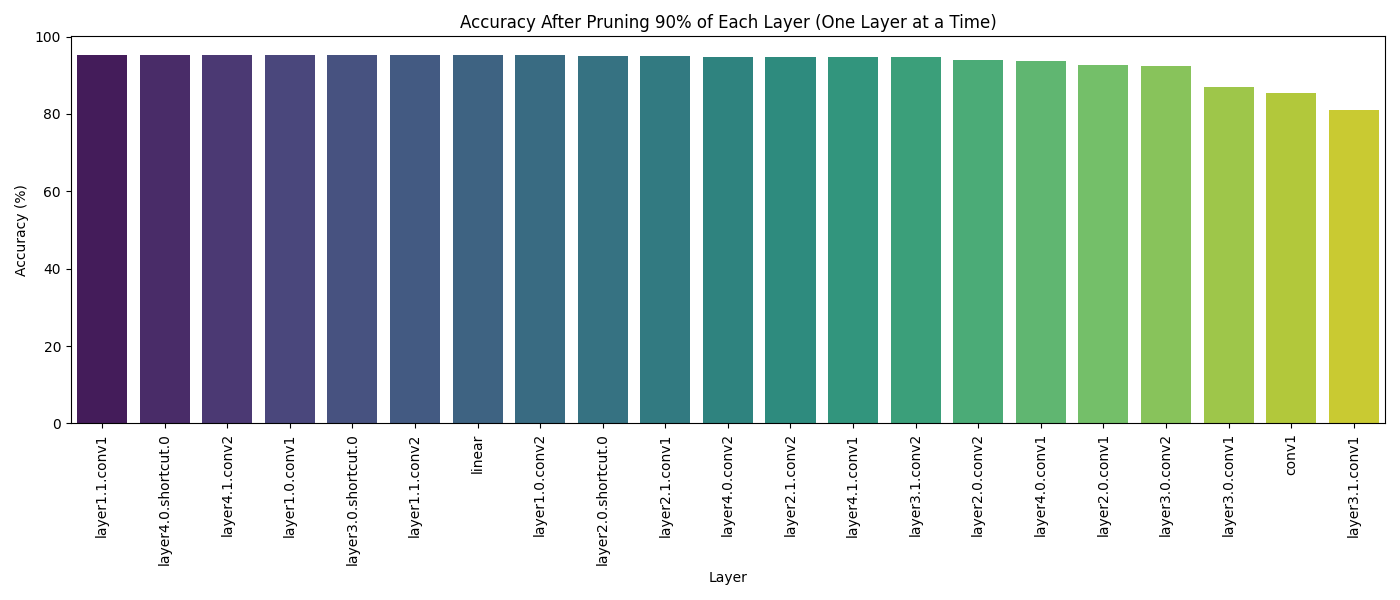 Accuracy After Pruning 90% of Each Layer (One Layer at a Time)
Accuracy (%)
100
80
60
40
20
0
layer1.1.conv1
layer4.0.shortcut.0
layer4.1.conv2
layer1.0.conv1
layer3.0.shortcut.0
layer1.1.conv2
linear
layer1.0.conv2
layer2.0.shortcut.0
layer2.1.conv1
layer4.0.conv2
layer2.1.conv2
layer4.1.conv1
layer3.1.conv2
layer2.0.conv2
layer4.0.conv1
layer2.0.conv1
layer3.0.conv2
layer3.0.conv1
conv1
layer3.1.conv1
Layer